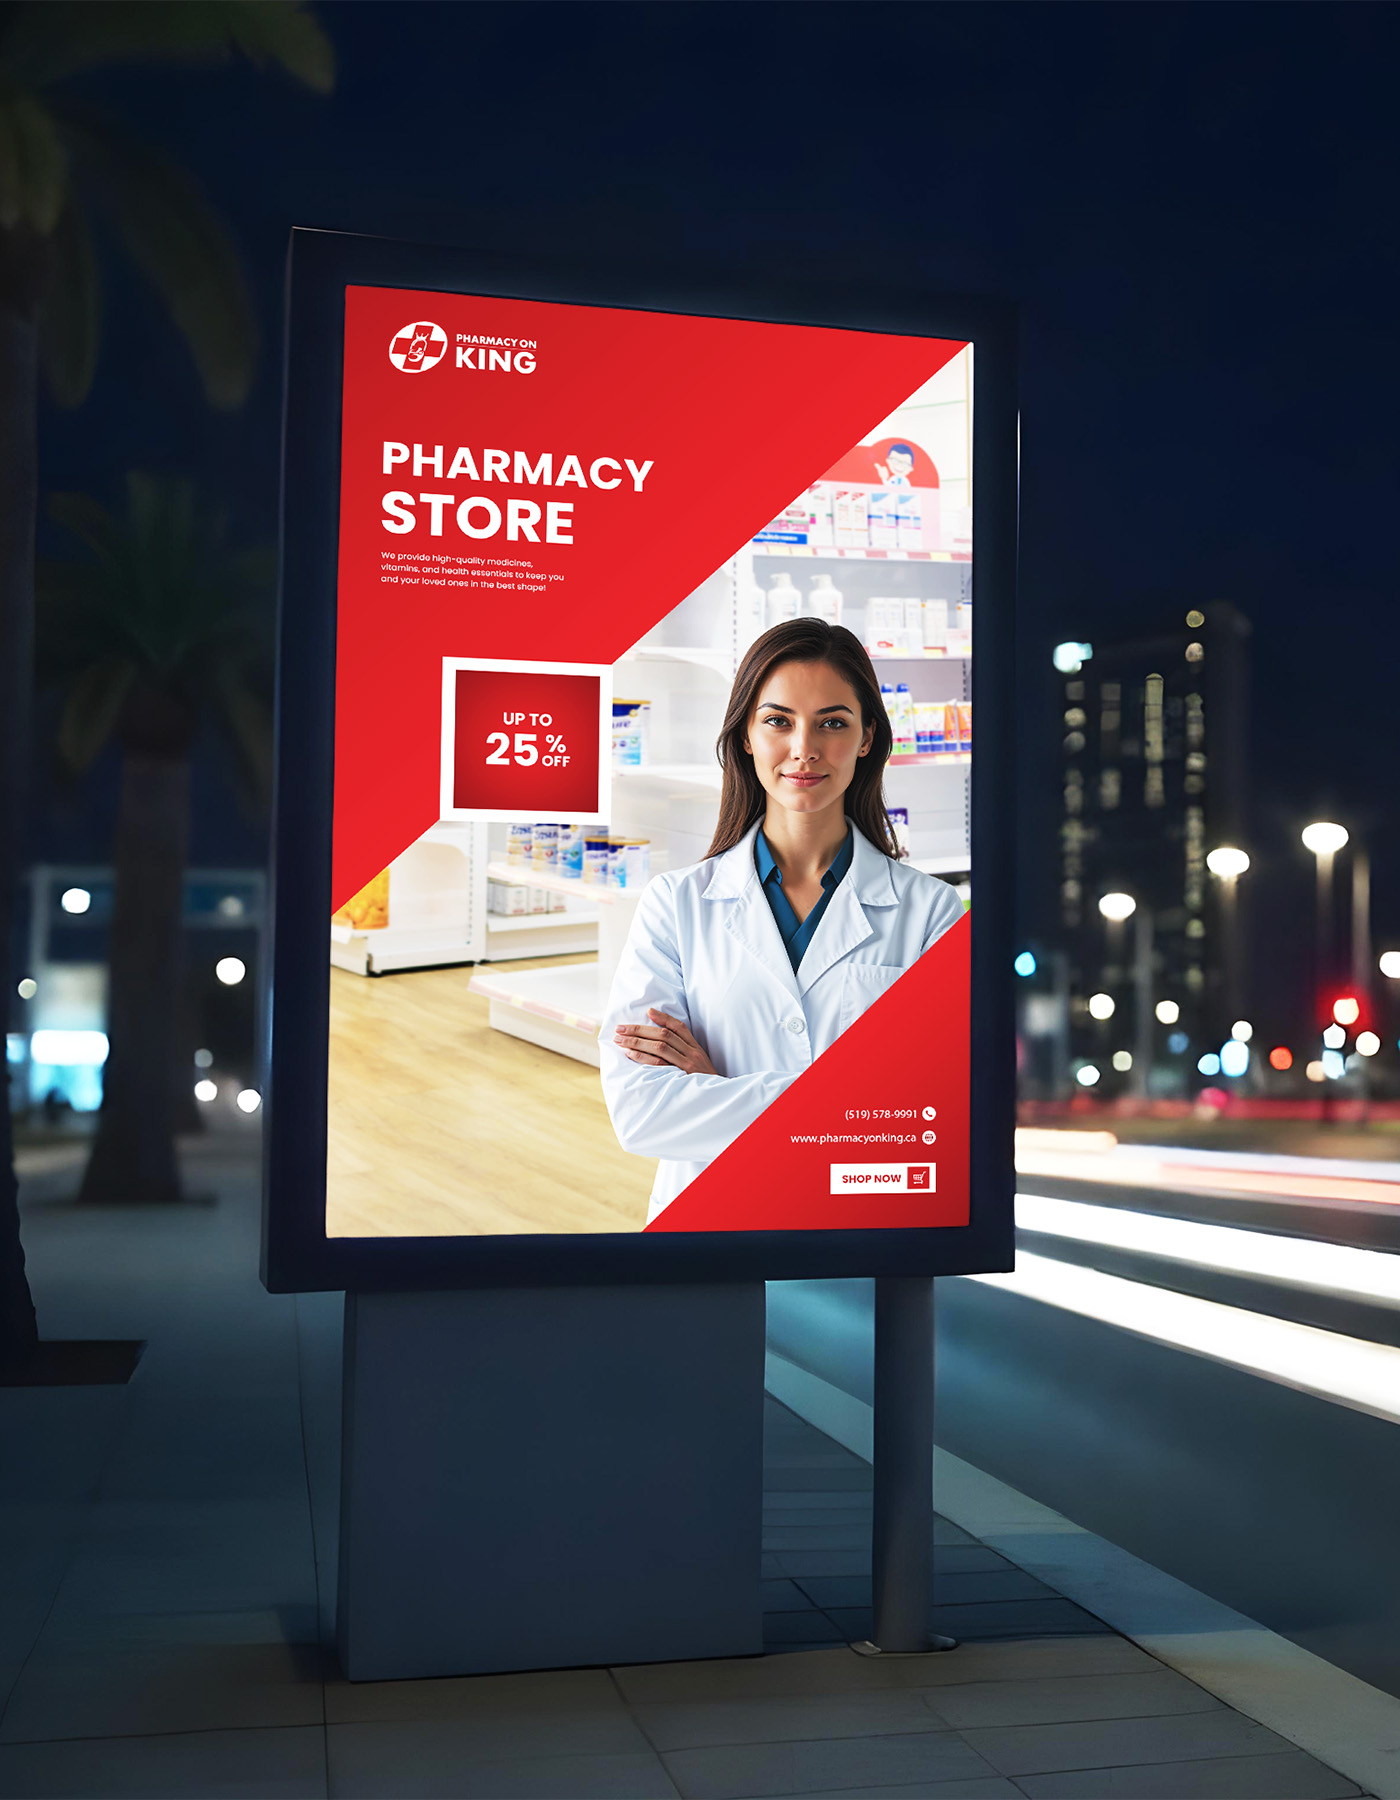 PHARMACY ON
KING
PHARMACY
STORE
We provide high-quality medicines,
vitamins, and health essentials to keep you
and your loved ones in the best shape!
UP TO
25%
OFF
(519) 578-9991
www.pharmacyonking.ca
SHOP NOW